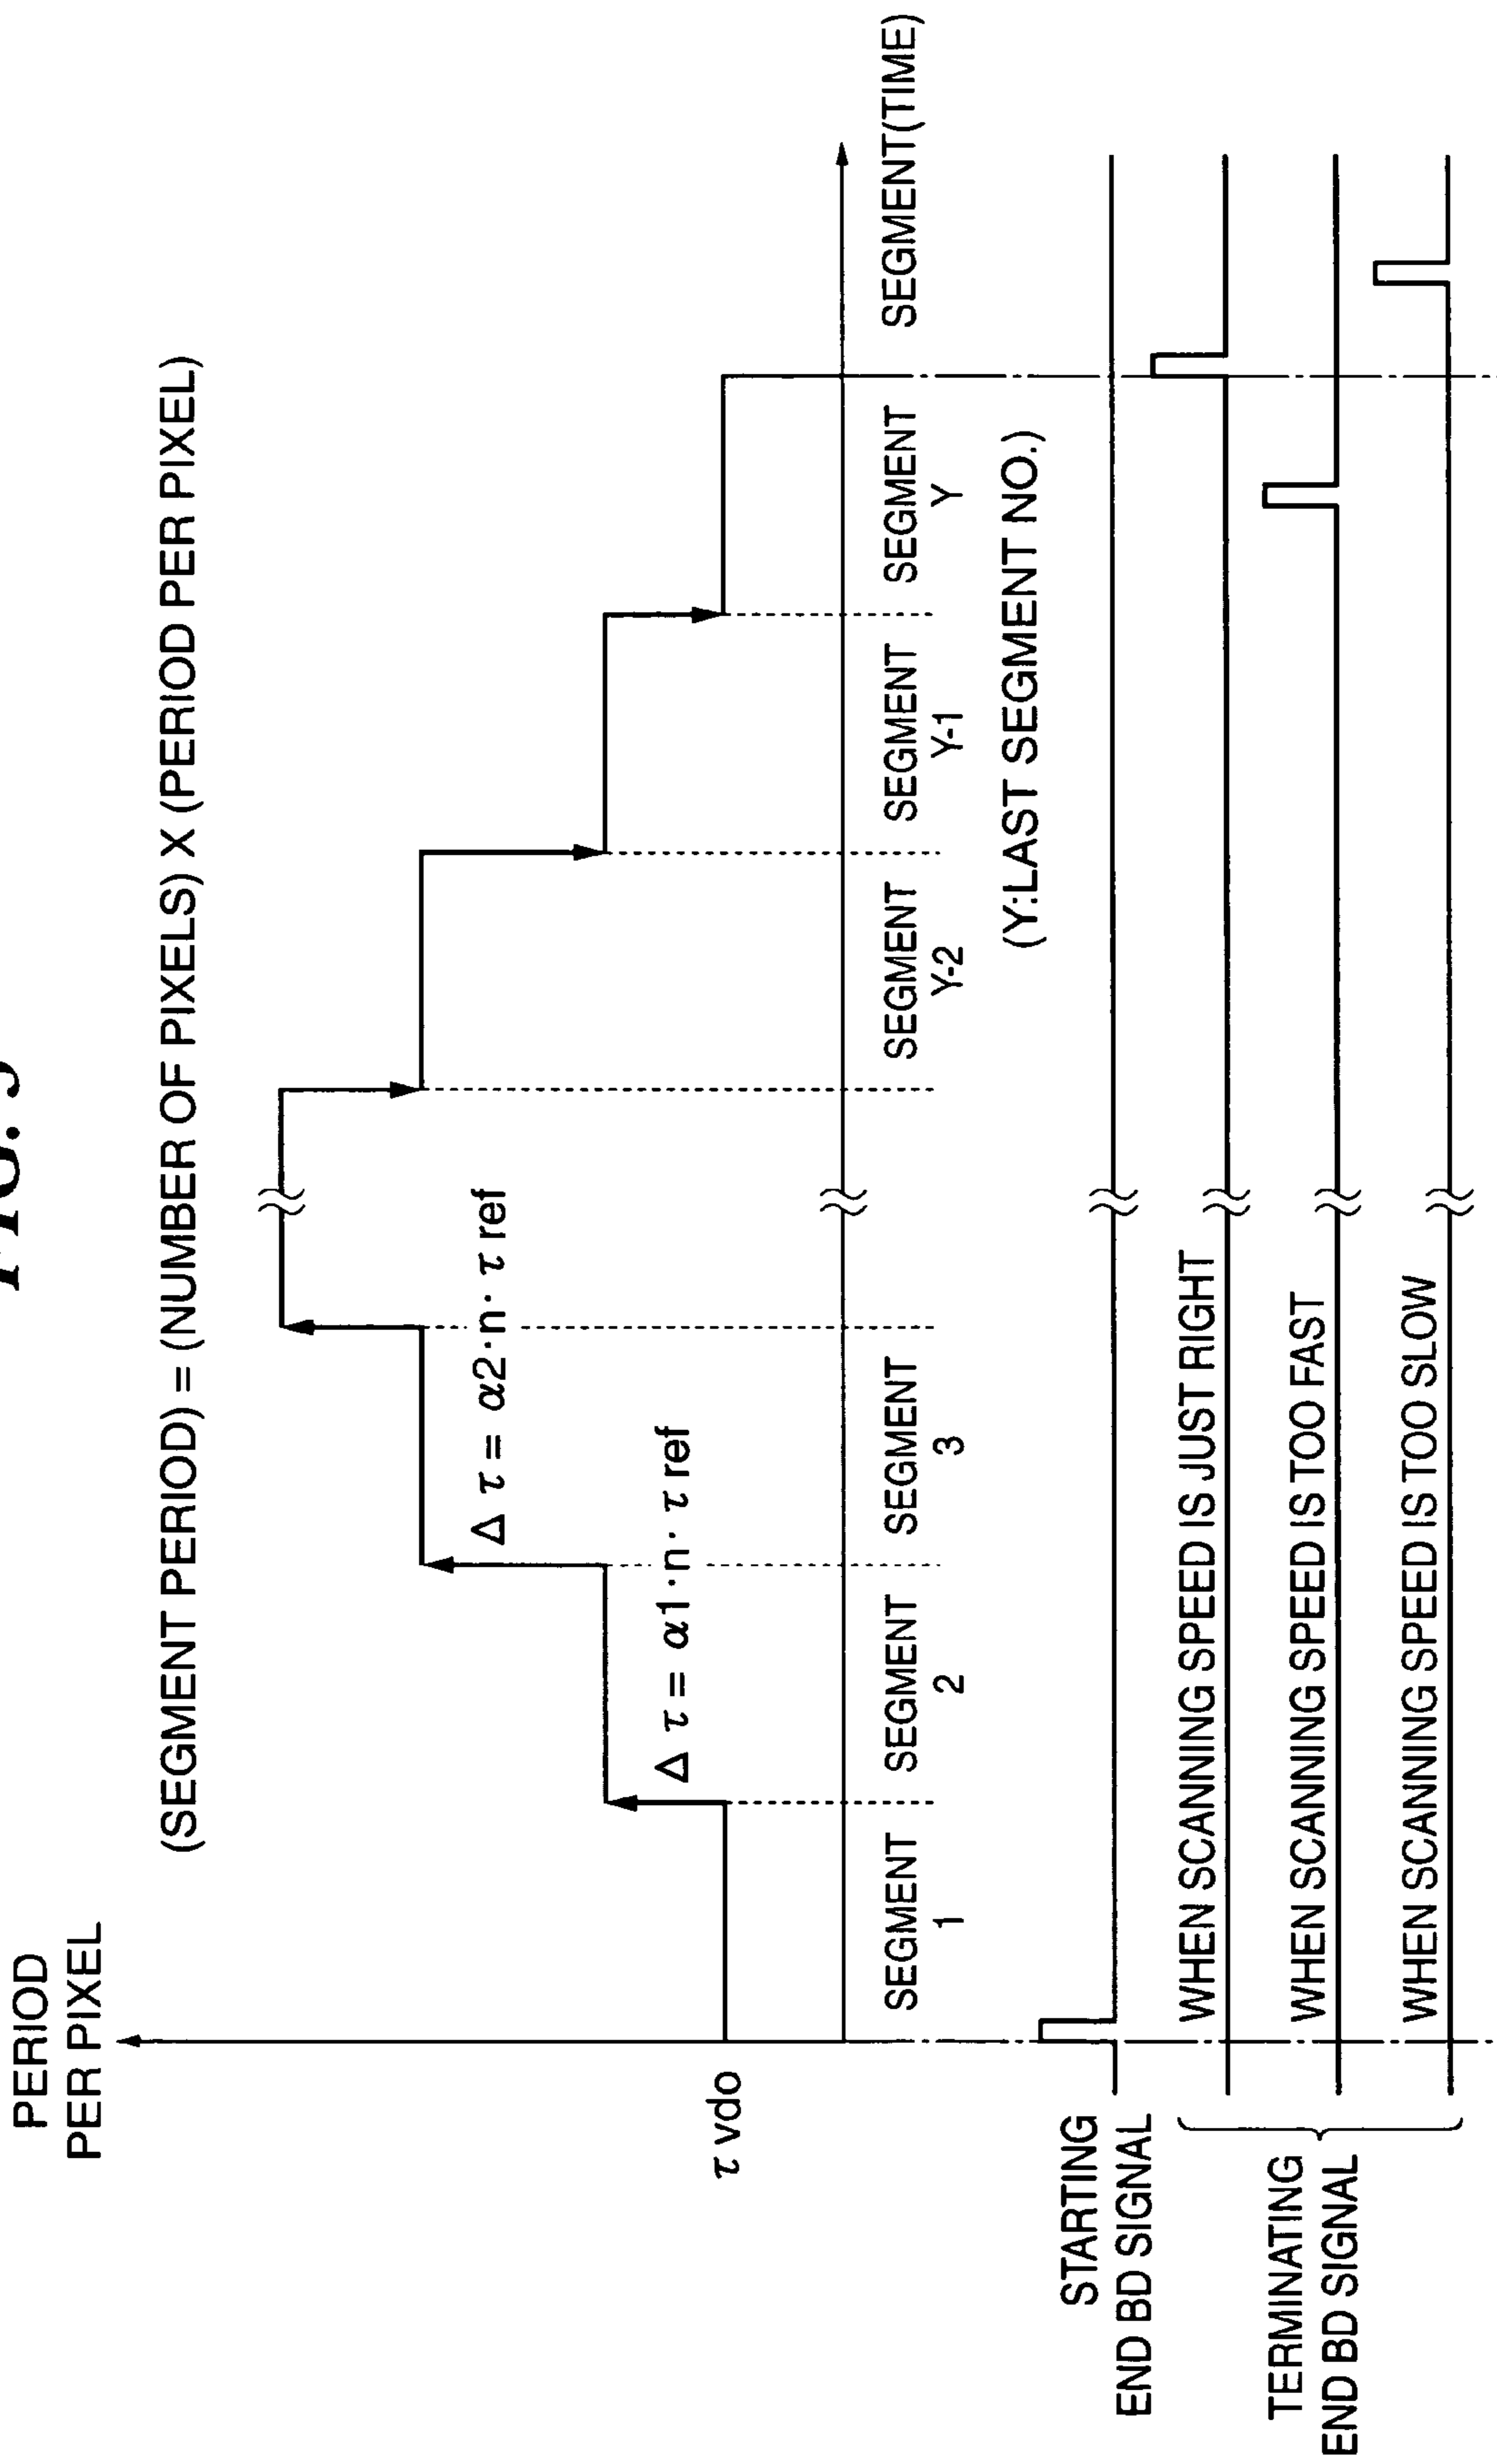 PERIOD
PER PIXEL
(SEGMENT PERIOD) = (NUMBER OF PIXELS) X (PERIOD PER PIXEL)
Δτ = α2·n·τ ref
Δτ = α1·n·τ ref
τ vdo
SEGMENT
1
SEGMENT
2
SEGMENT
3
SEGMENT
Y-2
SEGMENT
Y-1
SEGMENT
Y
SEGMENT(TIME)
(Y:LAST SEGMENT NO.)
STARTING
END BD SIGNAL
TERMINATING
END BD SIGNAL
WHEN SCANNING SPEED IS JUST RIGHT
WHEN SCANNING SPEED IS TOO FAST
WHEN SCANNING SPEED IS TOO SLOW